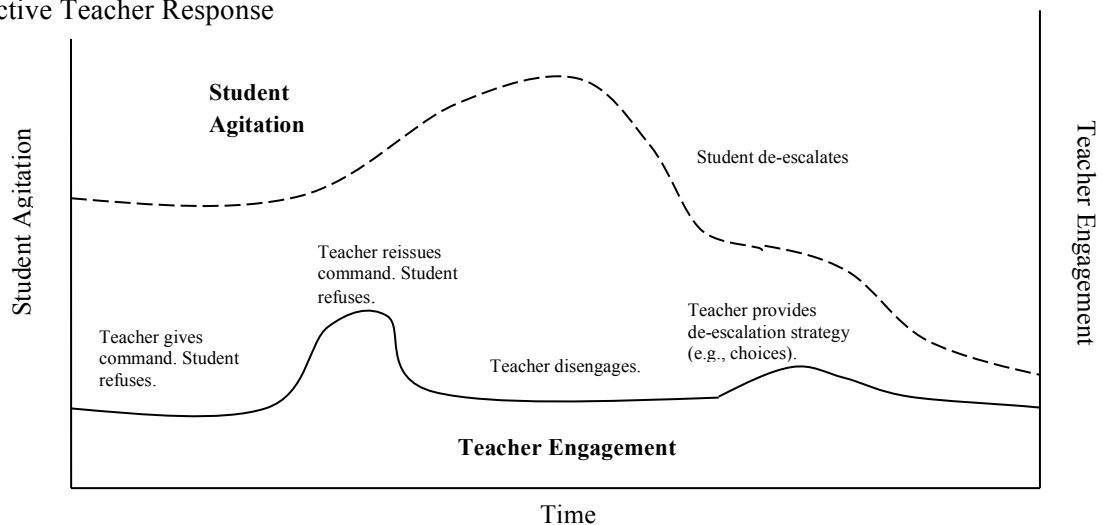 ctive Teacher Response
Student
Agitation
Student Agitation
Teacher Engagement
Student de-escalates
Teacher reissues
command. Student
refuses.
Teacher provides
de-escalation strategy
(e.g., choices).
Teacher gives
command. Student
refuses.
Teacher disengages.
Teacher Engagement
Time